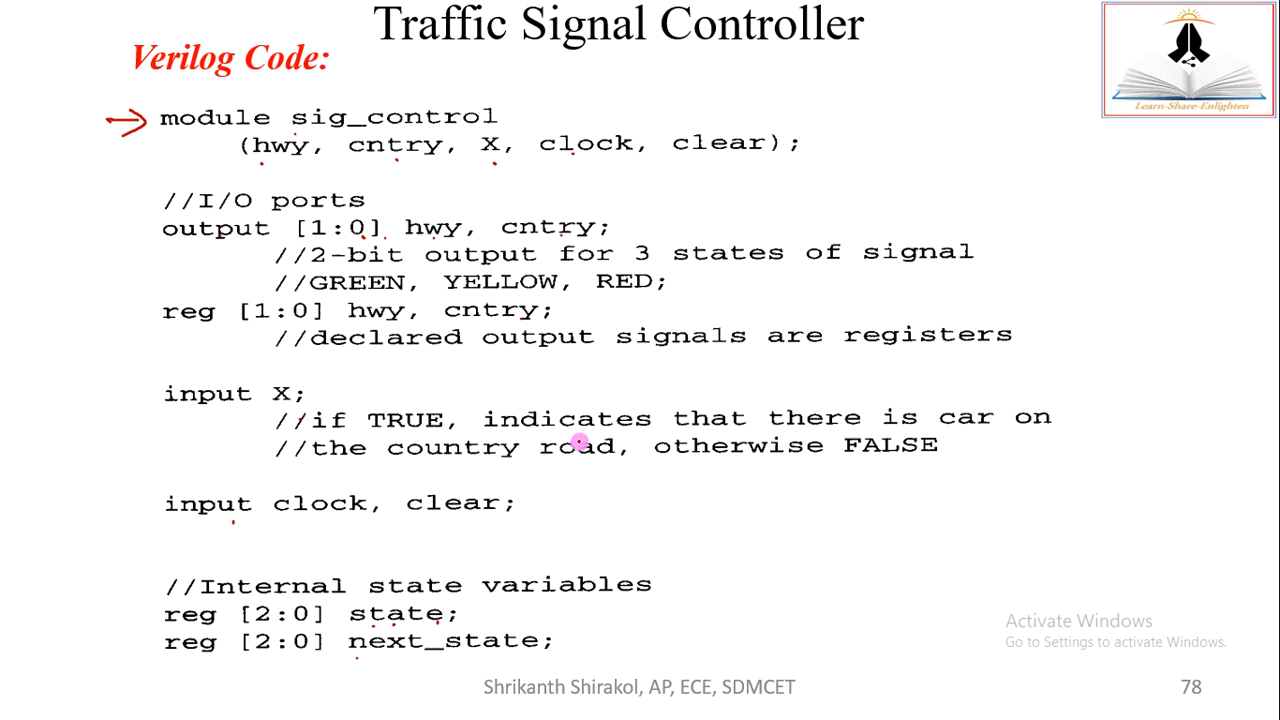 Traffic Signal Controller
Verilog Code:
Learn-Share-Enlighten
module sig_control
(hwy, cntry, X, clock, clear);
//I/O ports
output [1:0] hwy, cntry;
//2-bit output for 3 states of signal
//GREEN, YELLOW, RED;
reg [1:0] hwy, cntry;
//declared output signals are registers
input X;
//if TRUE, indicates that there is car on
//the country road, otherwise FALSE
input clock, clear;
//Internal state variables
reg [2:0] state;
reg [2:0] next_state;
Activate Windows
Go to Settings to activate Windows.
Shrikanth Shirakol, AP, ECE, SDMCET
78